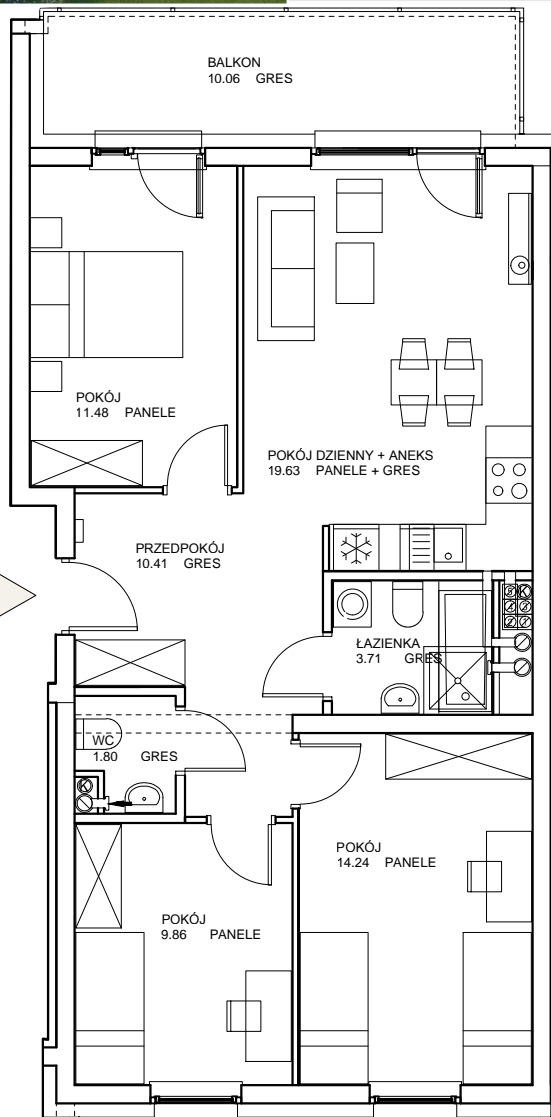 BALKON
10.06 GRES
POKÓJ
11.48 PANELE
POKÓJ DZIENNY + ANEKS
19.63 PANELE + GRES
PRZEDPOKÓJ
10.41 GRES
ŁAZIENKA
3.71 GRES
WC
1.80 GRES
POKÓJ
14.24 PANELE
POKÓJ
9.86 PANELE